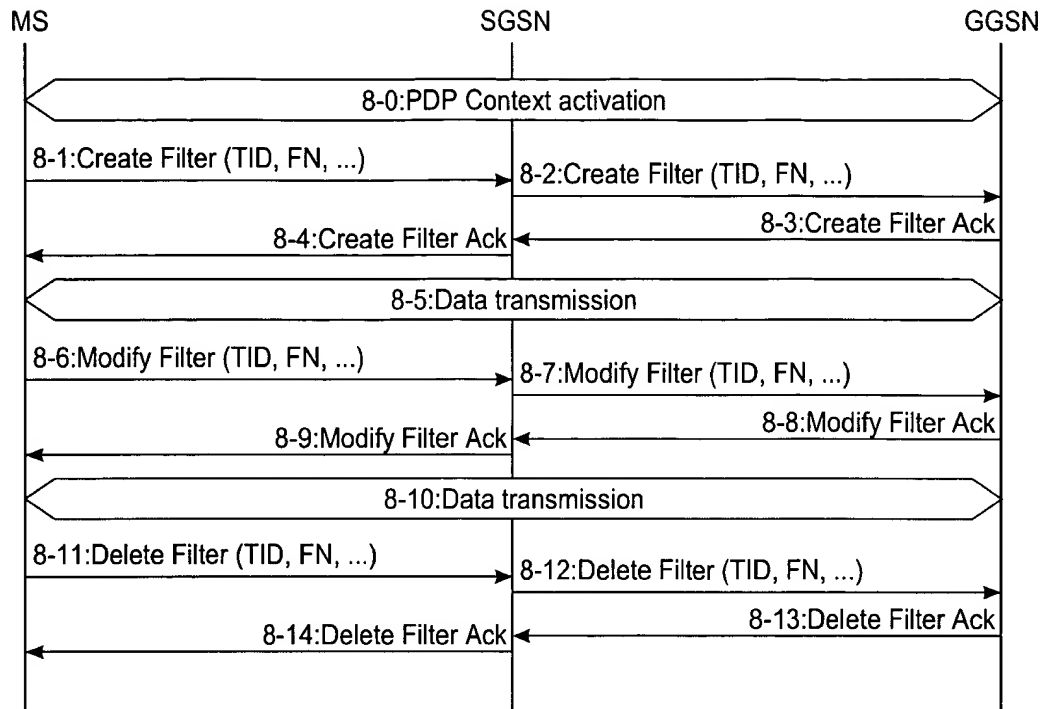 MS SGSN GGSN
8-0:PDP Context activation
8-1:Create Filter (TID, FN, ...)
8-2:Create Filter (TID, FN, ...)
8-3:Create Filter Ack
8-4:Create Filter Ack
8-5:Data transmission
8-6:Modify Filter (TID, FN, ...)
8-7:Modify Filter (TID, FN, ...)
8-8:Modify Filter Ack
8-9:Modify Filter Ack
8-10:Data transmission
8-11:Delete Filter (TID, FN, ...)
8-12:Delete Filter (TID, FN, ...)
8-13:Delete Filter Ack
8-14:Delete Filter Ack